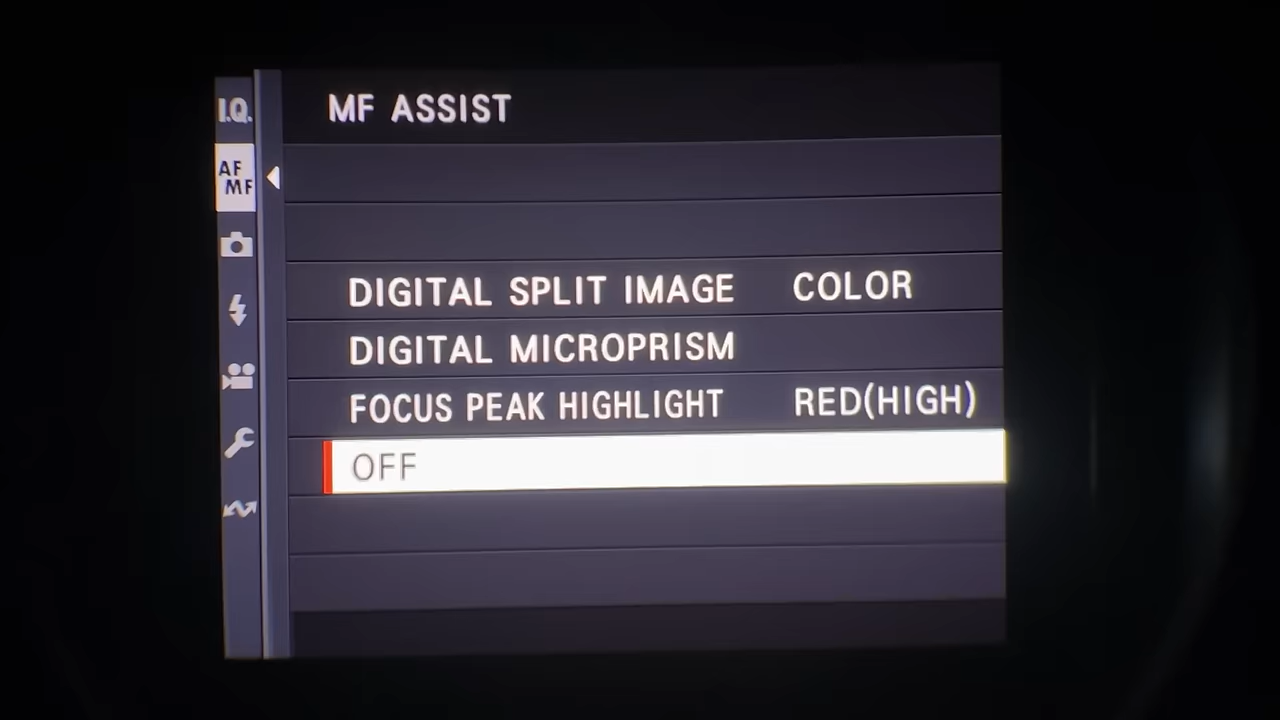 I.Q.
MF ASSIST
AF
MF
DIGITAL SPLIT IMAGE COLOR
DIGITAL MICROPRISM
FOCUS PEAK HIGHLIGHT RED(HIGH)
OFF